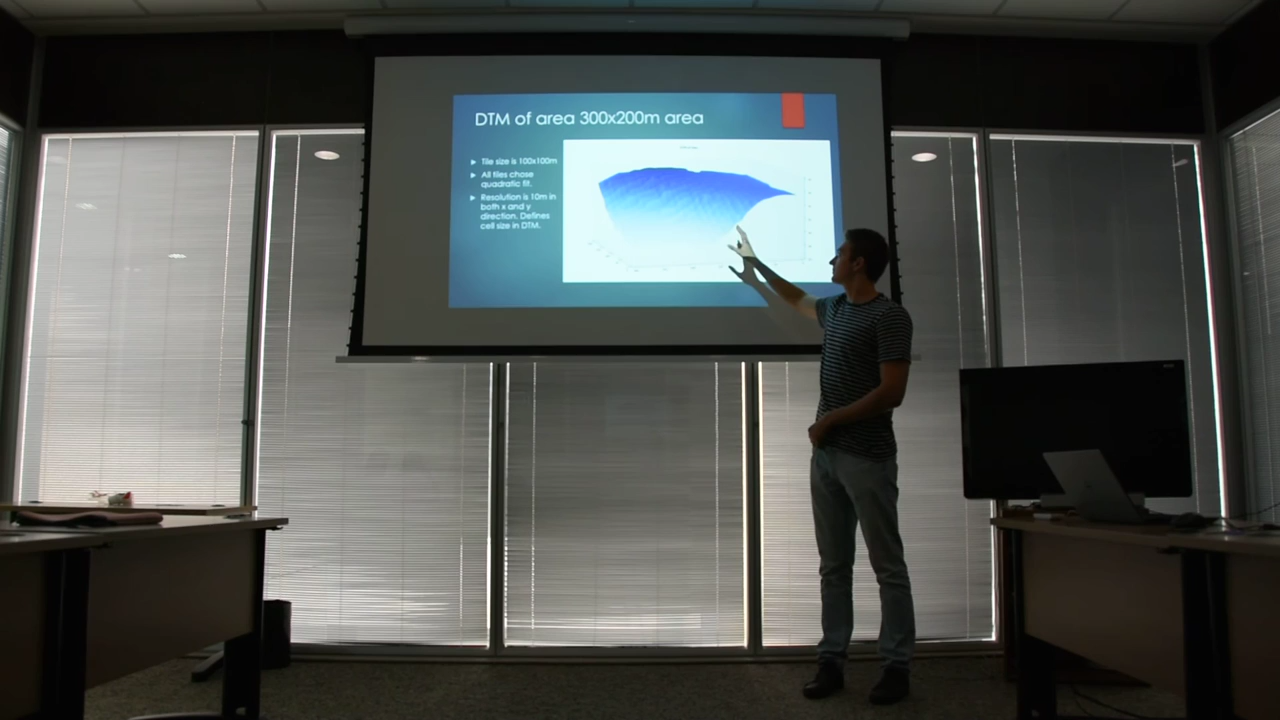 DTM of area 300x200m area
► Tile size is 100x100m
► All tiles chose
quadratic fit.
► Resolution is 10m in
both x and y
direction. Defines
cell size in DTM.